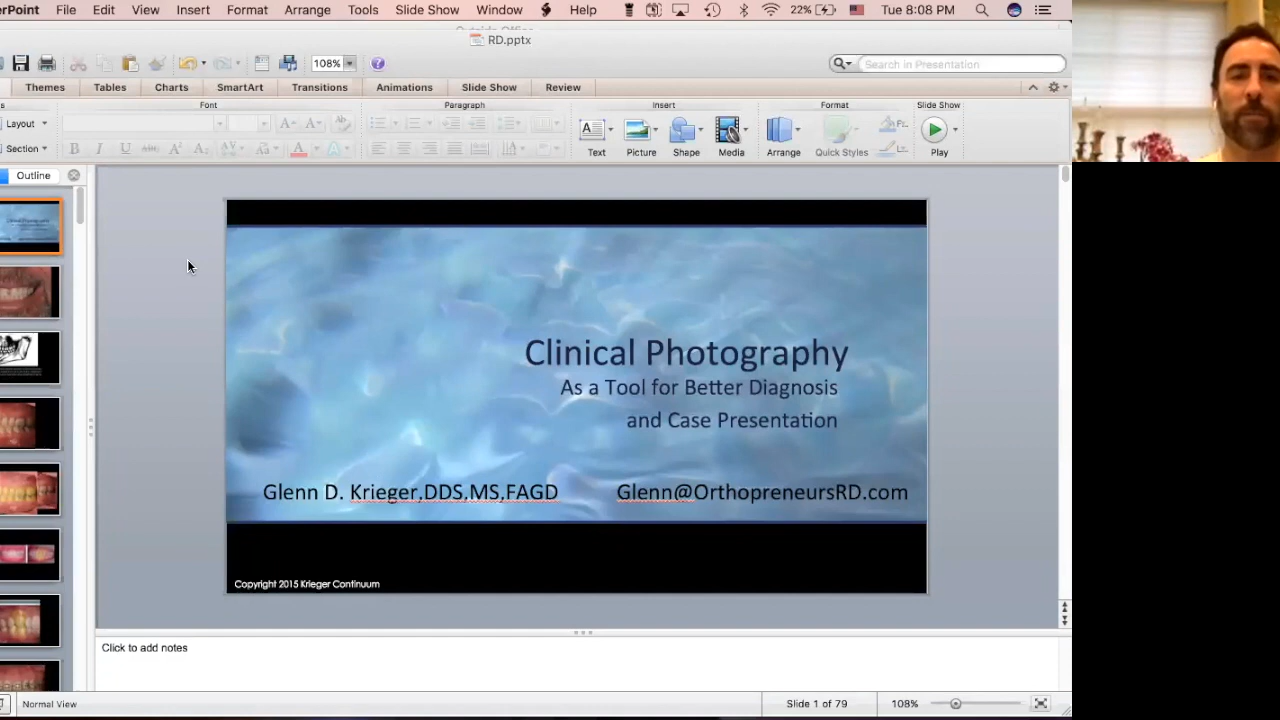 erPoint File Edit View Insert Format Arrange Tools Slide Show Window Help 22% Tue 8:08 PM
RD.pptx
108% Search in Presentation
Themes Tables Charts SmartArt Transitions Animations Slide Show Review
Font Paragraph Insert Format Slide Show
Layout
Section
Text Picture Shape Media Arrange Quick Styles Play
Outline
Clinical Photography
As a Tool for Better Diagnosis
and Case Presentation
Glenn D. Krieger,DDS,MS,FAGD Glenn@OrthopreneursRD.com
Copyright 2015 Krieger Continuum
Click to add notes
Normal View Slide 1 of 79 108%